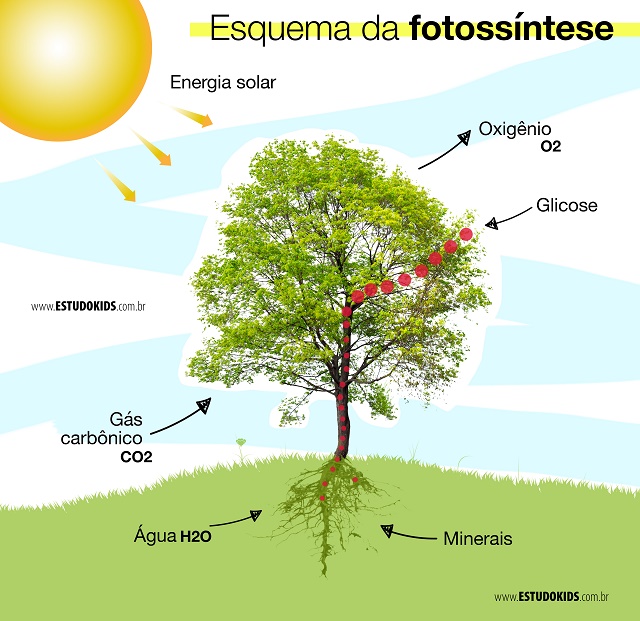 Esquema da fotossíntese
Energia solar
Oxigênio
O2
Glicose
www.ESTUDOKIDS.com.br
Gás
carbônico
CO2
Água H2O
Minerais
www.ESTUDOKIDS.com.br